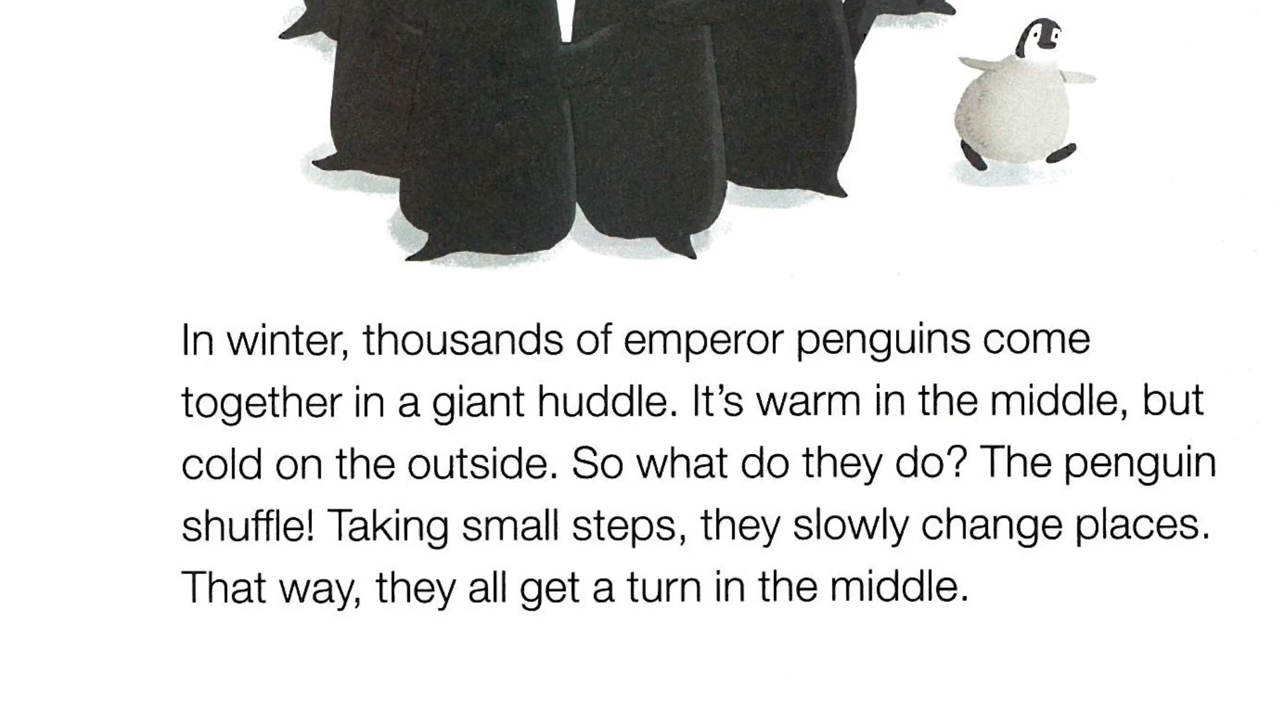 In winter, thousands of emperor penguins come
together in a giant huddle. It’s warm in the middle, but
cold on the outside. So what do they do? The penguin
shuffle! Taking small steps, they slowly change places.
That way, they all get a turn in the middle.